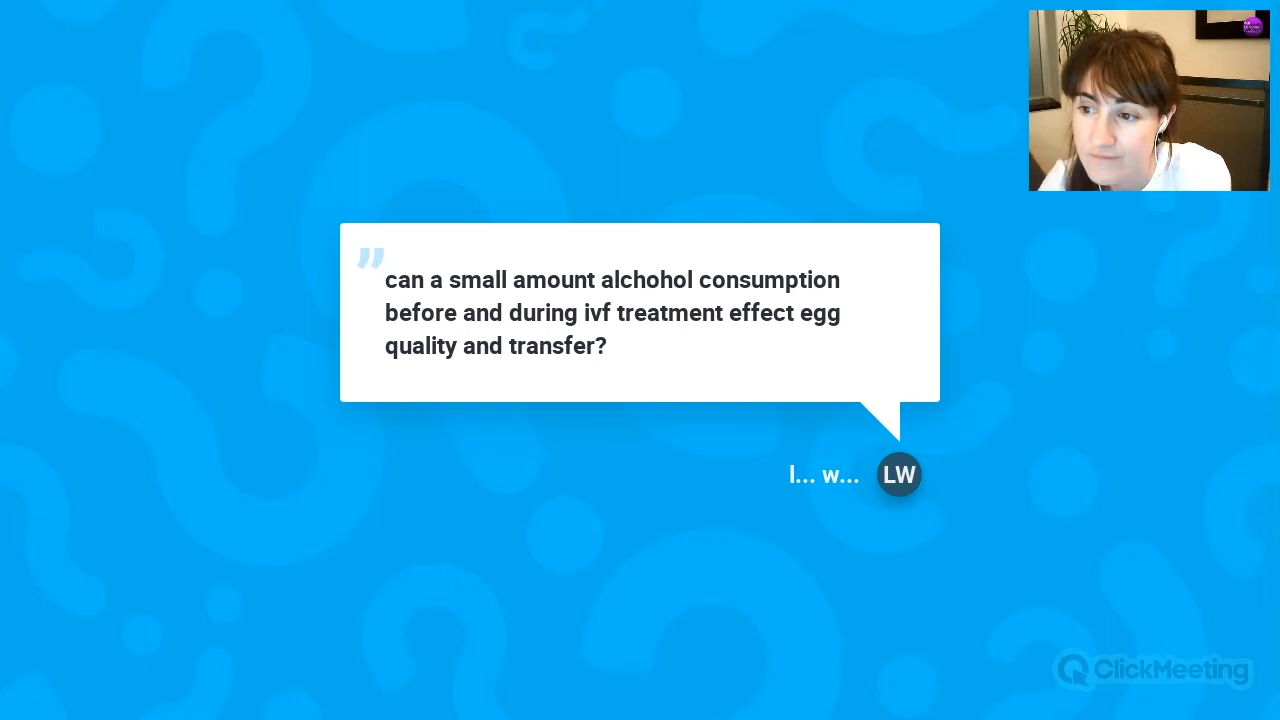 can a small amount alchohol consumption
before and during ivf treatment effect egg
quality and transfer?
l... w... LW
ClickMeeting